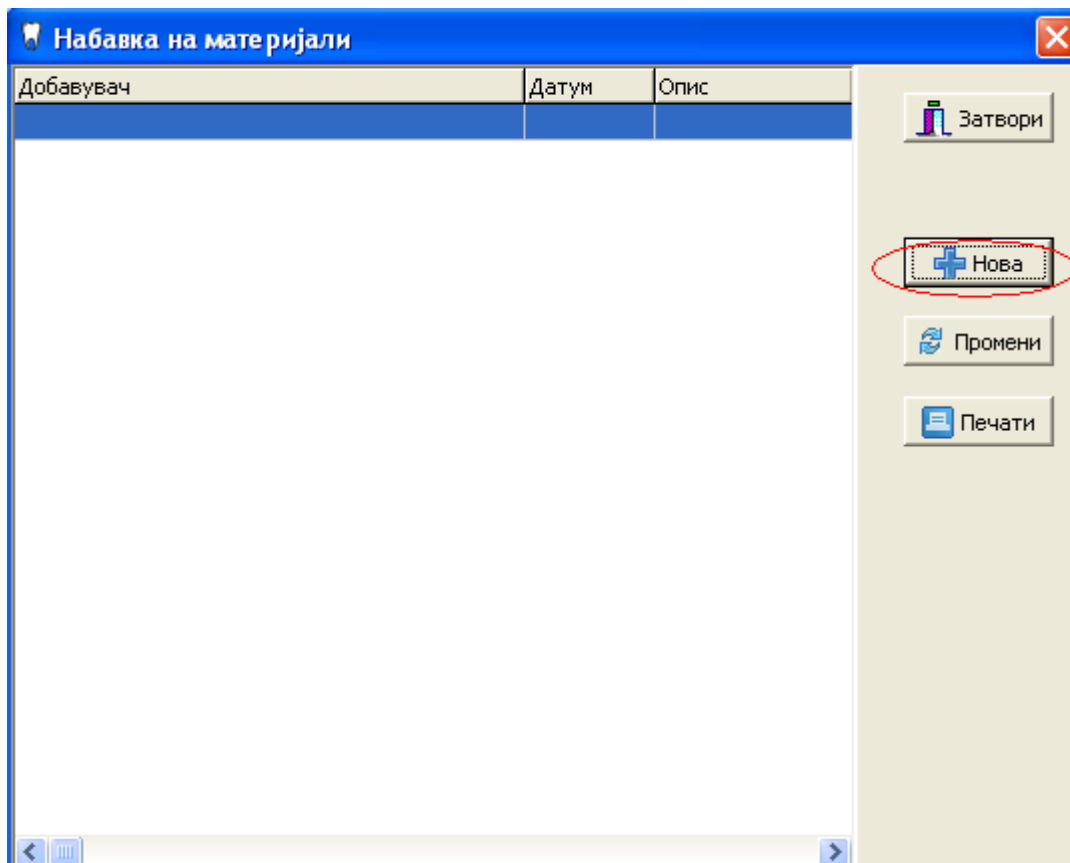 Набавка на материјали
Добавувач Датум Опис
Затвори
Нова
Промени
Печати